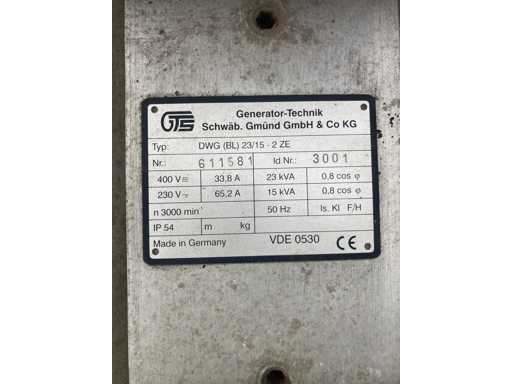 GTS
Generator-Technik
Schwäb. Gmünd GmbH & Co KG
Typ: DWG (BL) 23/15 - 2 ZE
Nr.: 611581 Id Nr.: 3001
400 V 33,8 A 23 kVA 0,8 cos φ
230 V 65,2 A 15 kVA 0,8 cos φ
n 3000 min 50 Hz Is. Kl F/H
IP 54 m kg
Made in Germany VDE 0530 CE